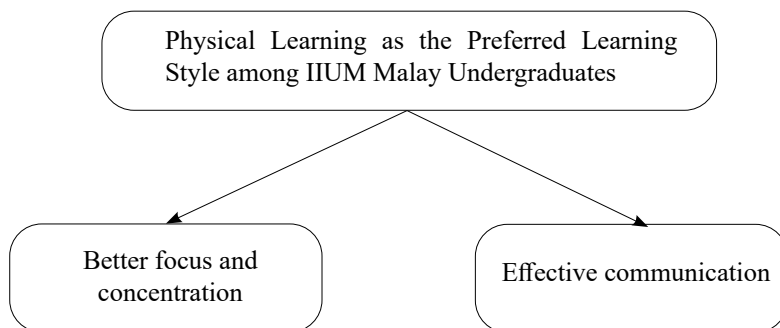 Physical Learning as the Preferred Learning
Style among IIUM Malay Undergraduates
Better focus and
concentration
Effective communication